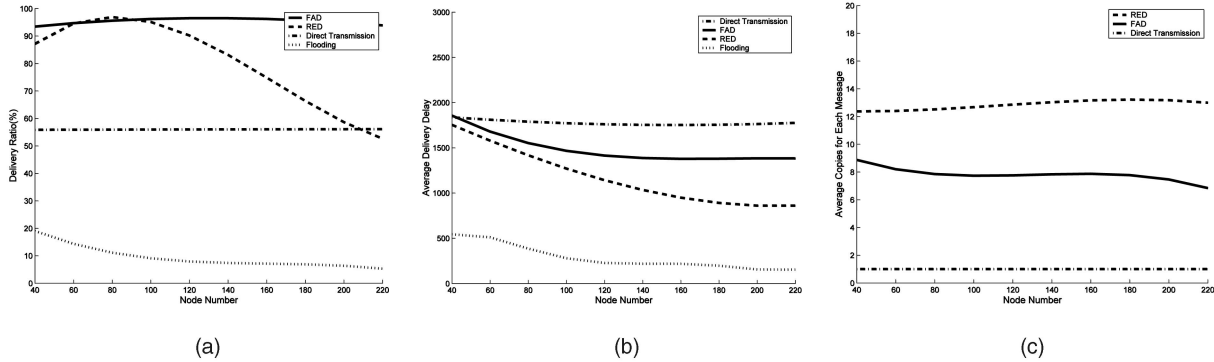 100
90
80
70
60
50
40
30
20
10
0
Delivery Ratio(%)
FAD
RED
Direct Transmission
Flooding
40 60 80 100 120 140 160 180 200 220
Node Number
(a)
3000
2500
2000
1500
1000
500
0
Average Delivery Delay
Direct Transmission
FAD
RED
Flooding
40 60 80 100 120 140 160 180 200 220
Node Number
(b)
20
18
16
14
12
10
8
6
4
2
0
Average Copies for Each Message
RED
FAD
Direct Transmission
40 60 80 100 120 140 160 180 200 220
Node Number
(c)